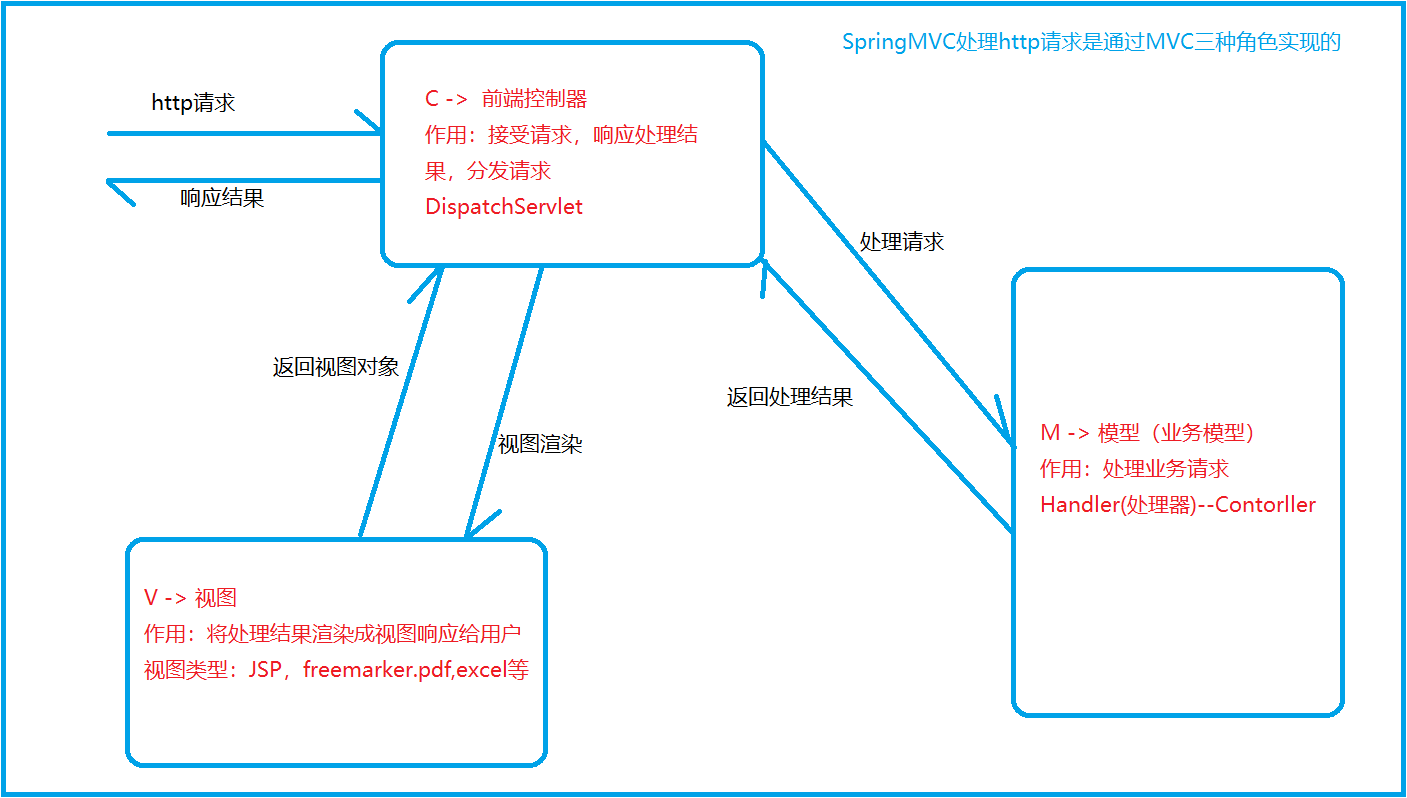 SpringMVC处理http请求是通过MVC三种角色实现的
http请求
响应结果
C -> 前端控制器
作用：接受请求，响应处理结
果，分发请求
DispatchServlet
处理请求
返回处理结果
返回视图对象
视图渲染
M -> 模型（业务模型）
作用：处理业务请求
Handler(处理器)--Contorller
V -> 视图
作用：将处理结果渲染成视图响应给用户
视图类型：JSP，freemarker.pdf,excel等